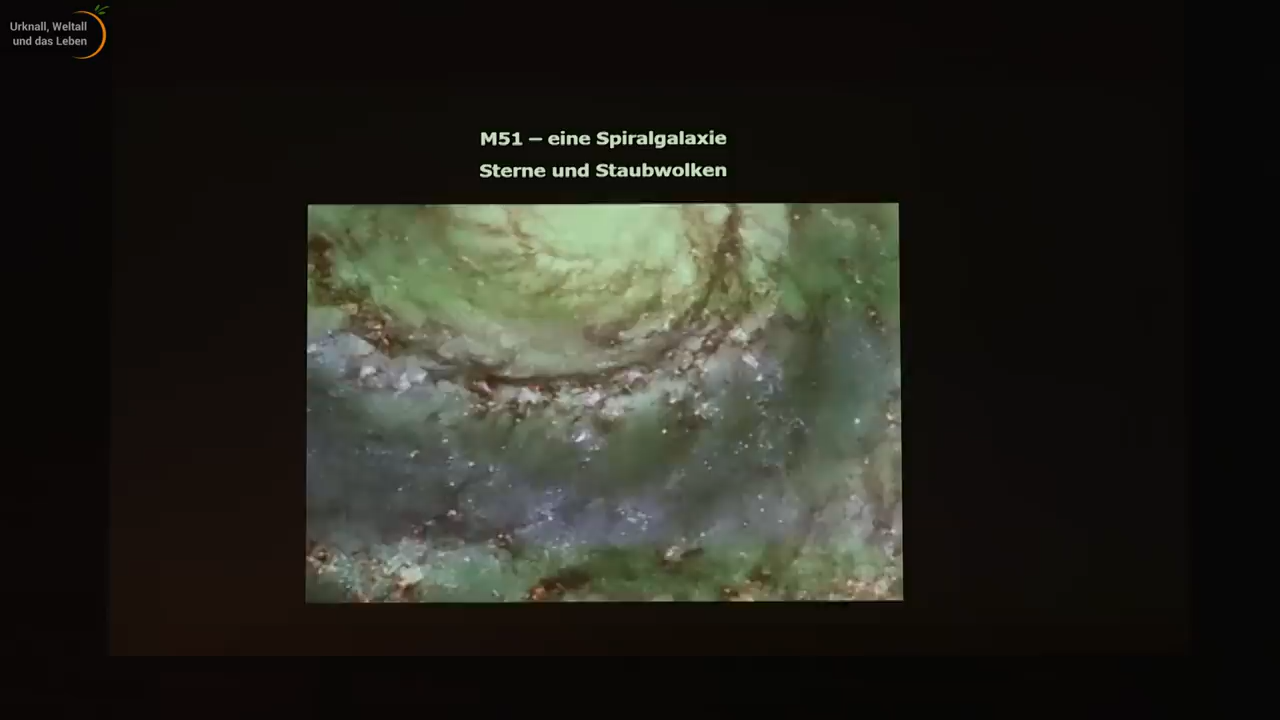 Urknall, Weltall
und das Leben
M51 – eine Spiralgalaxie
Sterne und Staubwolken